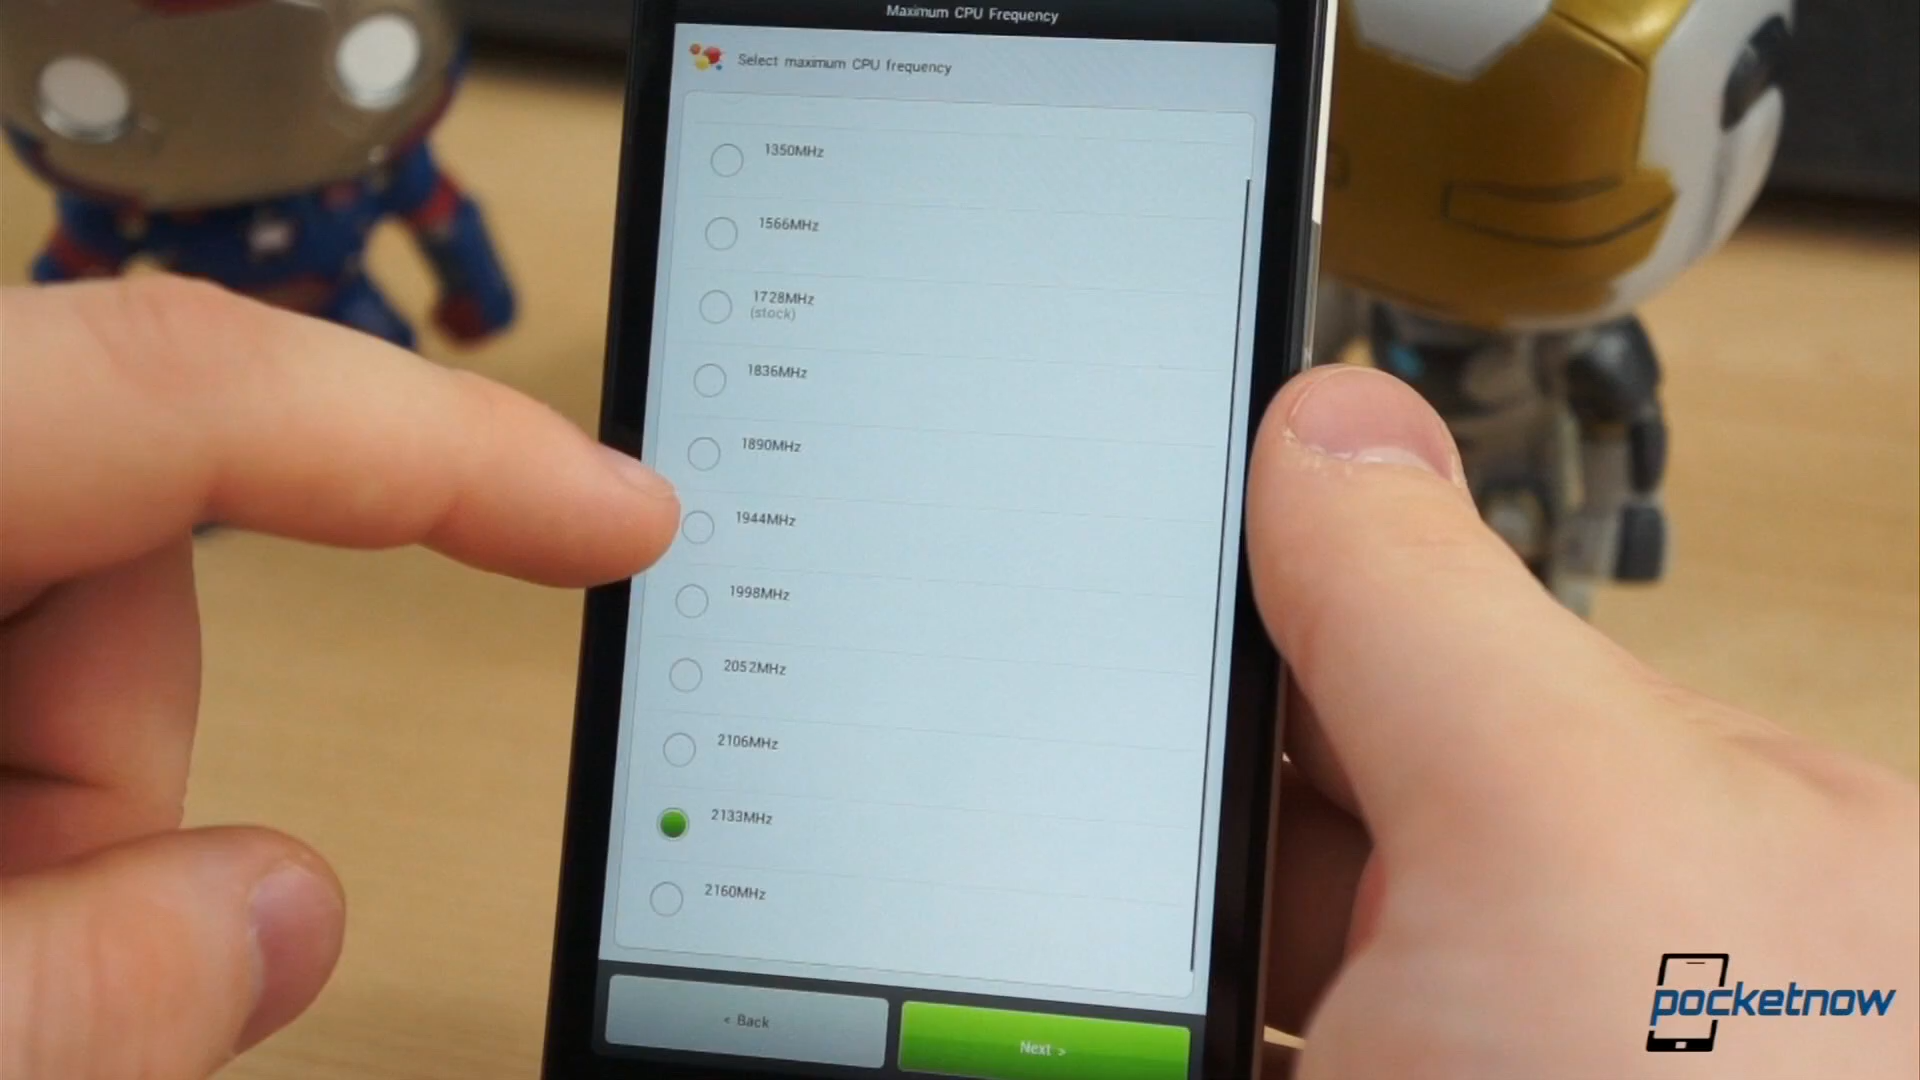 Maximum CPU Frequency
Select maximum CPU frequency
1350MHz
1566MHz
1728MHz
(stock)
1836MHz
1890MHz
1944MHz
1998MHz
2052MHz
2106MHz
2133MHz
2160MHz
< Back
Next >
pocketnow